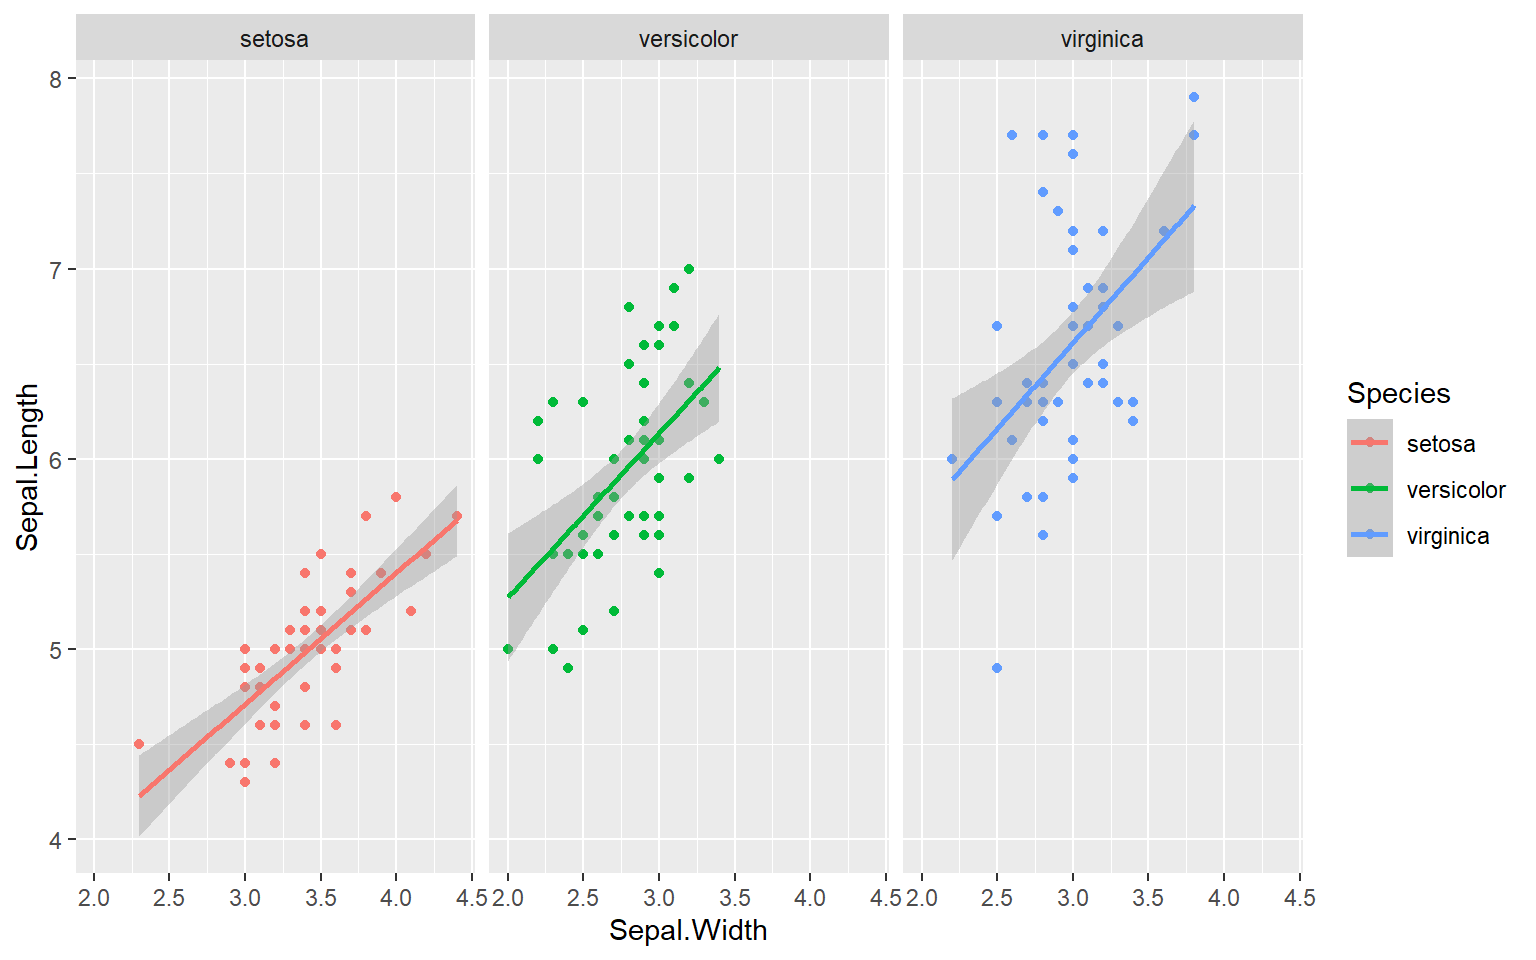 setosa versicolor virginica
8
7
6
5
4
Sepal.Length
2.0 2.5 3.0 3.5 4.0 4.5 2.0 2.5 3.0 3.5 4.0 4.5 2.0 2.5 3.0 3.5 4.0 4.5
Sepal.Width
Species
setosa
versicolor
virginica